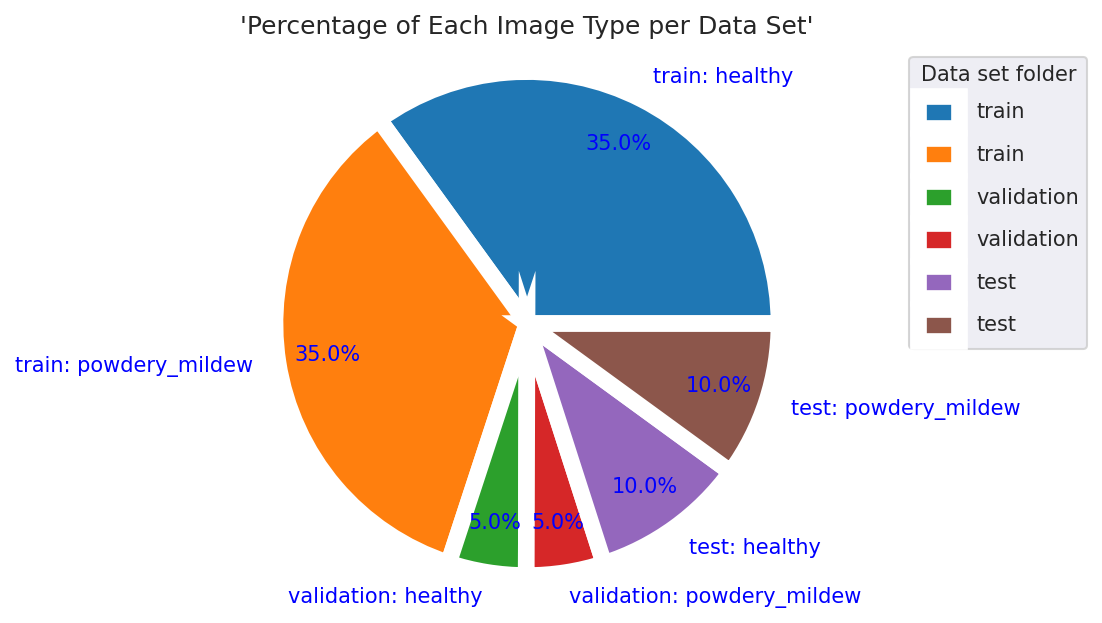 'Percentage of Each Image Type per Data Set'
train: healthy
35.0%
train: powdery_mildew
35.0%
validation: healthy
5.0%
validation: powdery_mildew
5.0%
test: healthy
10.0%
test: powdery_mildew
10.0%
Data set folder
train
train
validation
validation
test
test